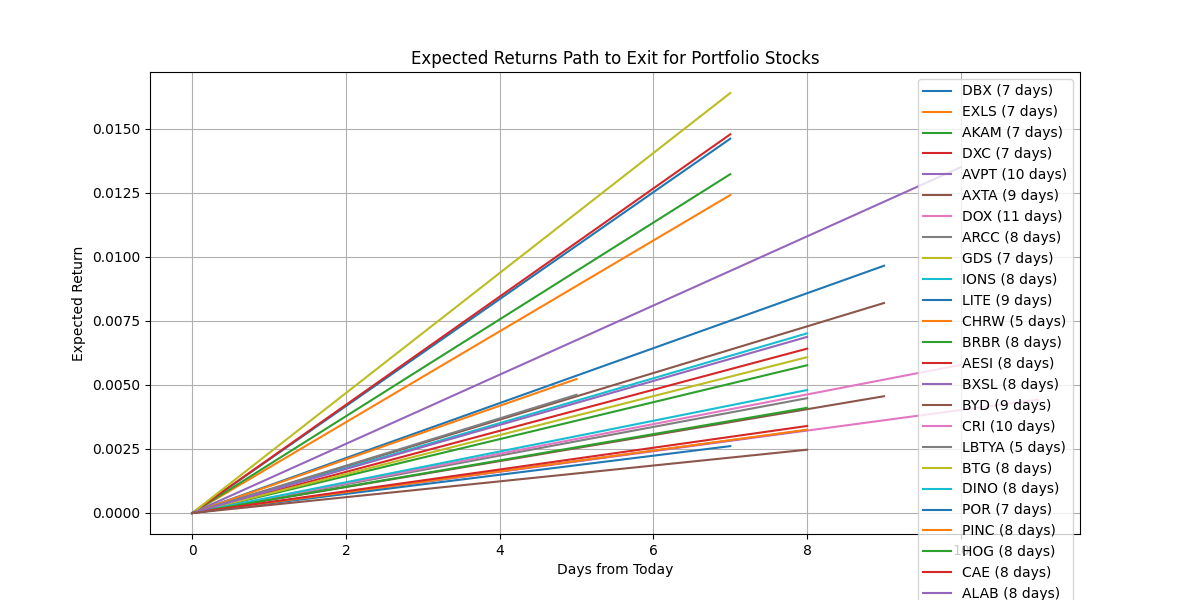 Expected Returns Path to Exit for Portfolio Stocks
Expected Return
0.0150
0.0125
0.0100
0.0075
0.0050
0.0025
0.0000
0
2
4
6
8
Days from Today
DBX (7 days)
EXLS (7 days)
AKAM (7 days)
DXC (7 days)
AVPT (10 days)
AXTA (9 days)
DOX (11 days)
ARCC (8 days)
GDS (7 days)
IONS (8 days)
LITE (9 days)
CHRW (5 days)
BRBR (8 days)
AESI (8 days)
BXSL (8 days)
BYD (9 days)
CRI (10 days)
LBTYA (5 days)
BTG (8 days)
DINO (8 days)
POR (7 days)
PINC (8 days)
HOG (8 days)
CAE (8 days)
ALAB (8 days)